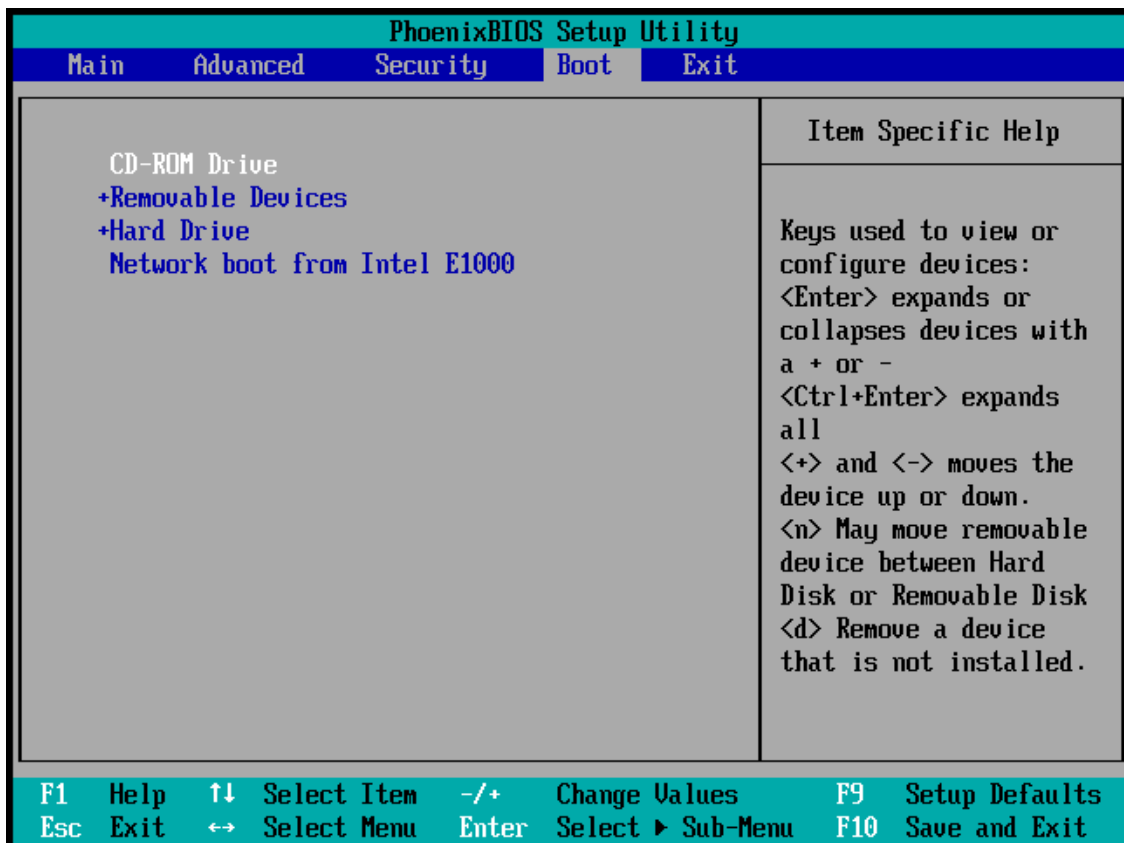 PhoenixBIOS Setup Utility
Main Advanced Security Boot Exit
CD-ROM Drive
+Removable Devices
+Hard Drive
Network boot from Intel E1000
Item Specific Help
Keys used to view or
configure devices:
<Enter> expands or
collapses devices with
a + or -
<Ctrl+Enter> expands
all
<+> and <-> moves the
device up or down.
<n> May move removable
device between Hard
Disk or Removable Disk
<d> Remove a device
that is not installed.
F1 Help ↑↓ Select Item -/+ Change Values F9 Setup Defaults
Esc Exit ↔ Select Menu Enter Select ▶ Sub-Menu F10 Save and Exit